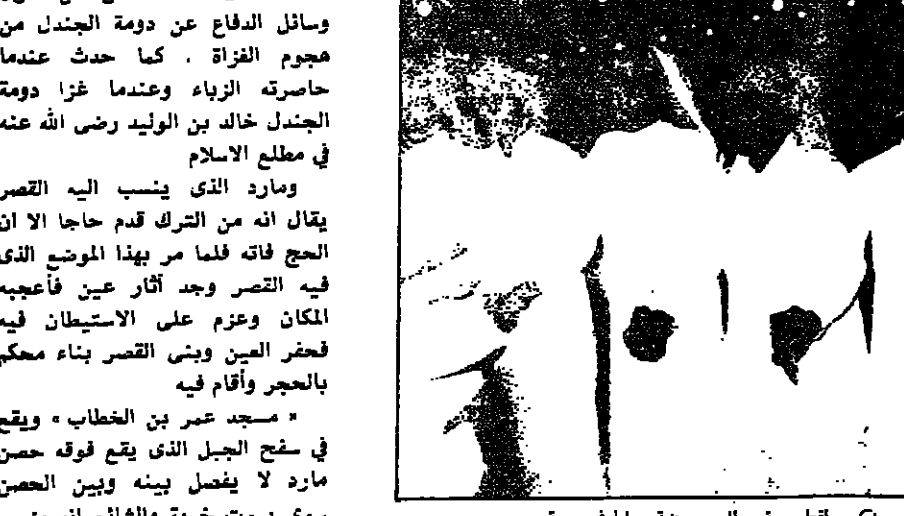 وسائل الدفاع عن دومة الجندل من
هجوم الغزاة . كما حدث عندما
حاصرته الزباء وعندما غزا دومة
الجندل خالد بن الوليد رضى الله عنه
في مطلع الاسلام
ومارد الذى ينسب اليه القصر
يقال انه من الترك قدم حاجا الا ان
الحج فاته فلما مر بهذا الموضع الذى
فيه القصر وجد آثار عين فأعجبه
المكان وعزم على الاستيطان فيه
فحفر العين وبنى القصر بناء محكم
بالحجر وأقام فيه
« مسجد عمر بن الخطاب » ويقع
في سفح الجبل الذى يقع فوقه حصن
مارد لا يفصل بينه وبين الحصن